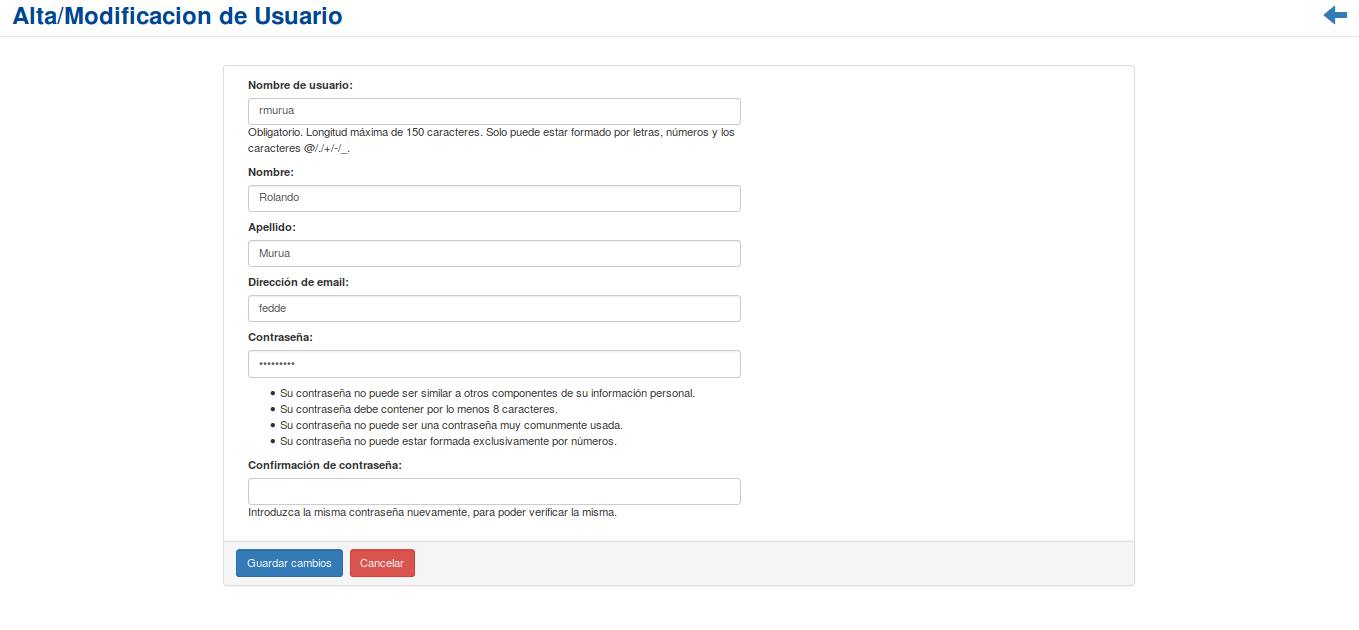 Alta/Modificacion de Usuario
Nombre de usuario:
rmurua
Obligatorio. Longitud máxima de 150 caracteres. Solo puede estar formado por letras, números y los
caracteres @/./+/-/_.
Nombre:
Rolando
Apellido:
Murua
Dirección de email:
fedde
Contraseña:
•••••••••
• Su contraseña no puede ser similar a otros componentes de su información personal.
• Su contraseña debe contener por lo menos 8 caracteres.
• Su contraseña no puede ser una contraseña muy comunmente usada.
• Su contraseña no puede estar formada exclusivamente por números.
Confirmación de contraseña:
Introduzca la misma contraseña nuevamente, para poder verificar la misma.
Guardar cambios Cancelar